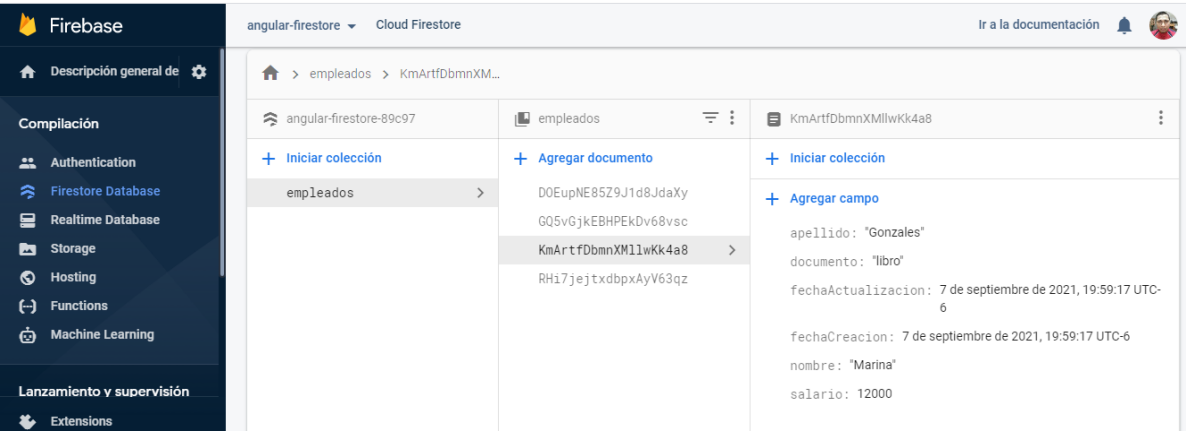 Firebase
angular-firestore
Cloud Firestore
Ir a la documentación
Descripción general de
Compilación
Authentication
Firestore Database
Realtime Database
Storage
Hosting
Functions
Machine Learning
Lanzamiento y supervisión
Extensions
empleados > KmArtfDbmnXM...
angular-firestore-89c97
+ Iniciar colección
empleados
empleados
+ Agregar documento
DOEupNE85Z9J1d8JdaXy
GQ5vGjkEBHPEkDv68vsc
KmArtfDbmnXMllwKk4a8
RHi7jejtxdbpxAyV63qz
KmArtfDbmnXMllwKk4a8
+ Iniciar colección
+ Agregar campo
apellido: "Gonzales"
documento: "libro"
fechaActualizacion: 7 de septiembre de 2021, 19:59:17 UTC-
6
fechaCreacion: 7 de septiembre de 2021, 19:59:17 UTC-6
nombre: "Marina"
salario: 12000